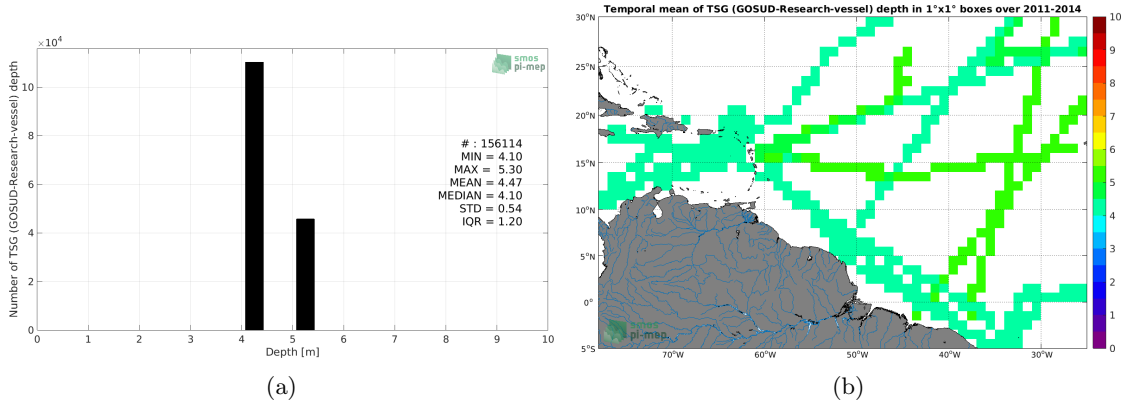 ×10⁴
10
8
6
4
2
0
Number of TSG (GOSUD-Research-vessel) depth
smos
pi-mep
# : 156114
MIN = 4.10
MAX = 5.30
MEAN = 4.47
MEDIAN = 4.10
STD = 0.54
IQR = 1.20
0 1 2 3 4 5 6 7 8 9 10
Depth [m]
(a)
Temporal mean of TSG (GOSUD-Research-vessel) depth in 1°x1° boxes over 2011-2014
30°N
25°N
20°N
15°N
10°N
5°N
0°
5°S
70°W 60°W 50°W 40°W 30°W
smos
pi-mep
10
9
8
7
6
5
4
3
2
1
0
(b)